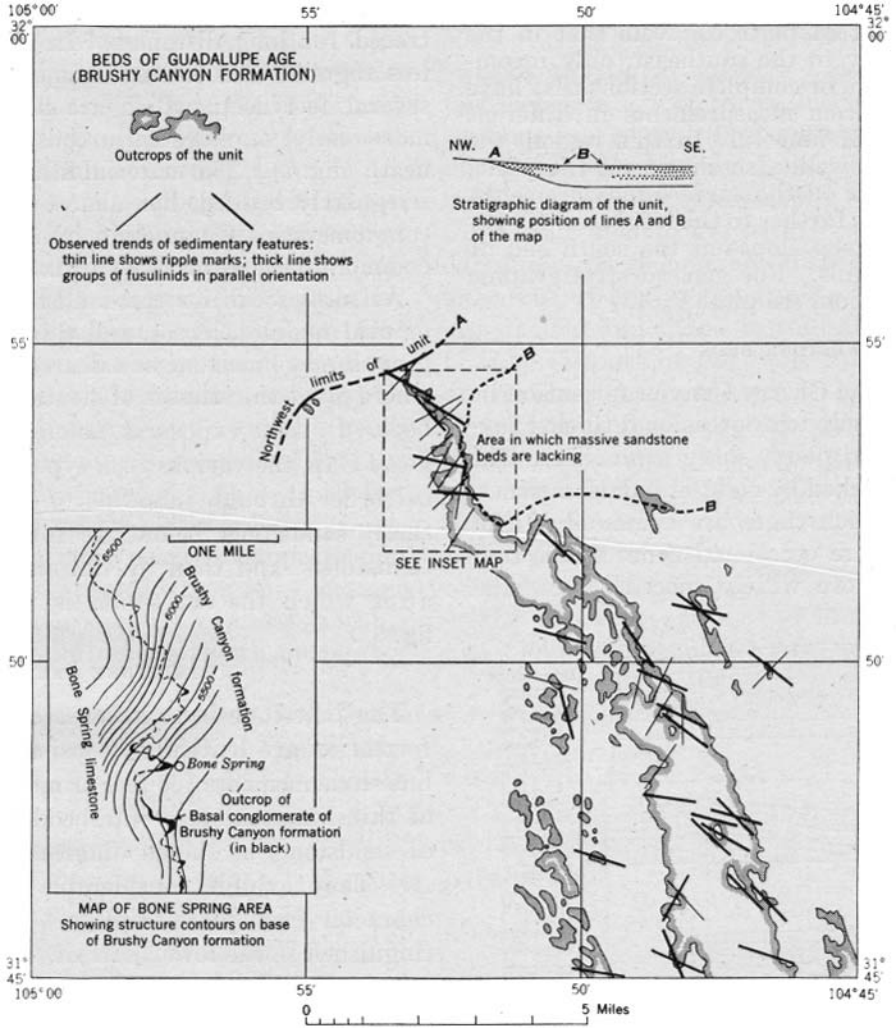 105°00'
55'
50'
104°45'
32°
00'
32°
00'
BEDS OF GUADALUPE AGE
(BRUSHY CANYON FORMATION)
Outcrops of the unit
Observed trends of sedimentary features:
thin line shows ripple marks; thick line shows
groups of fusulinids in parallel orientation
NW.
A
B
SE.
Stratigraphic diagram of the unit,
showing position of lines A and B
of the map
55'
55'
Northwest limits of unit A
B
Area in which massive sandstone
beds are lacking
B
SEE INSET MAP
ONE MILE
6500
6000
5500
Brushy Canyon formation
Bone Spring limestone
Bone Spring
Outcrop of
Basal conglomerate of
Brushy Canyon formation
(in black)
MAP OF BONE SPRING AREA
Showing structure contours on base
of Brushy Canyon formation
50'
50'
31°
45'
31°
45'
105°00'
55'
50'
104°45'
0
5 Miles